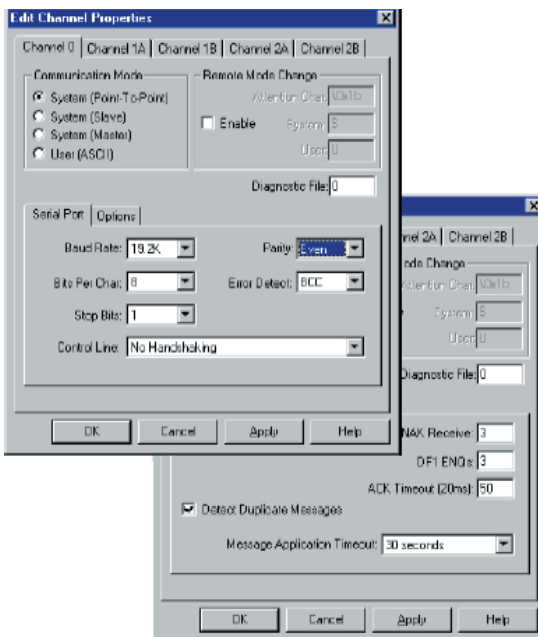 Edit Channel Properties
Channel 0 Channel 1A Channel 1B Channel 2A Channel 2B
Communication Mode
System (Point-To-Point)
System (Slave)
System (Master)
User (ASCII)
Remote Mode Change
Attention Char: \0x1b
Enable System: S
User: U
Diagnostic File: 0
Serial Port Options
Baud Rate: 19.2K Parity: Even
Bits Per Char: 8 Error Detect: BCC
Stop Bits: 1
Control Line: No Handshaking
OK Cancel Apply Help
nel 2A Channel 2B
ode Change
Attention Char: \0x1b
System: S
User: U
Diagnostic File: 0
NAK Receive: 3
DF1 ENQs: 3
ACK Timeout (20ms): 50
Detect Duplicate Messages
Message Application Timeout: 30 seconds
OK Cancel Apply Help